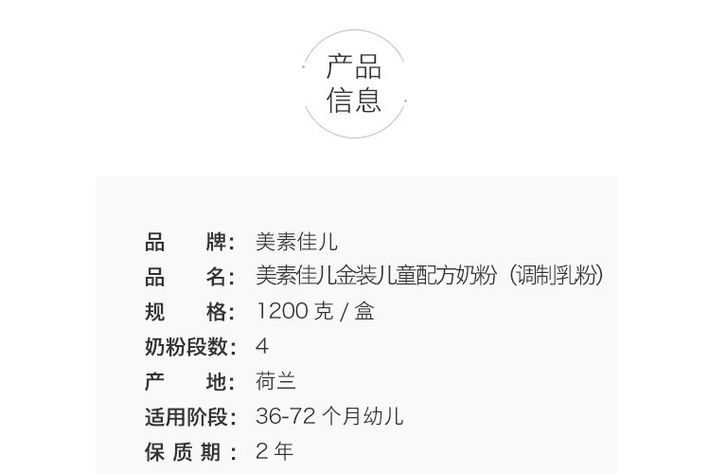 产品
信息
品 牌： 美素佳儿
品 名： 美素佳儿金装儿童配方奶粉（调制乳粉）
规 格： 1200 克 / 盒
奶粉段数： 4
产 地： 荷兰
适用阶段： 36-72 个月幼儿
保 质 期 ： 2 年